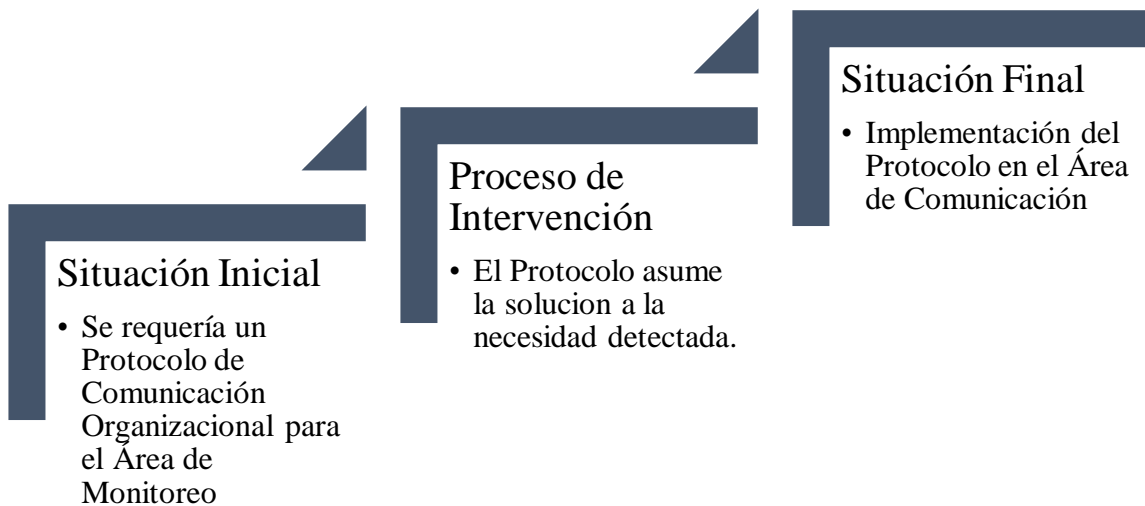 Situación Inicial
• Se requería un
Protocolo de
Comunicación
Organizacional para
el Área de
Monitoreo
Proceso de
Intervención
• El Protocolo asume
la solucion a la
necesidad detectada.
Situación Final
• Implementación del
Protocolo en el Área
de Comunicación